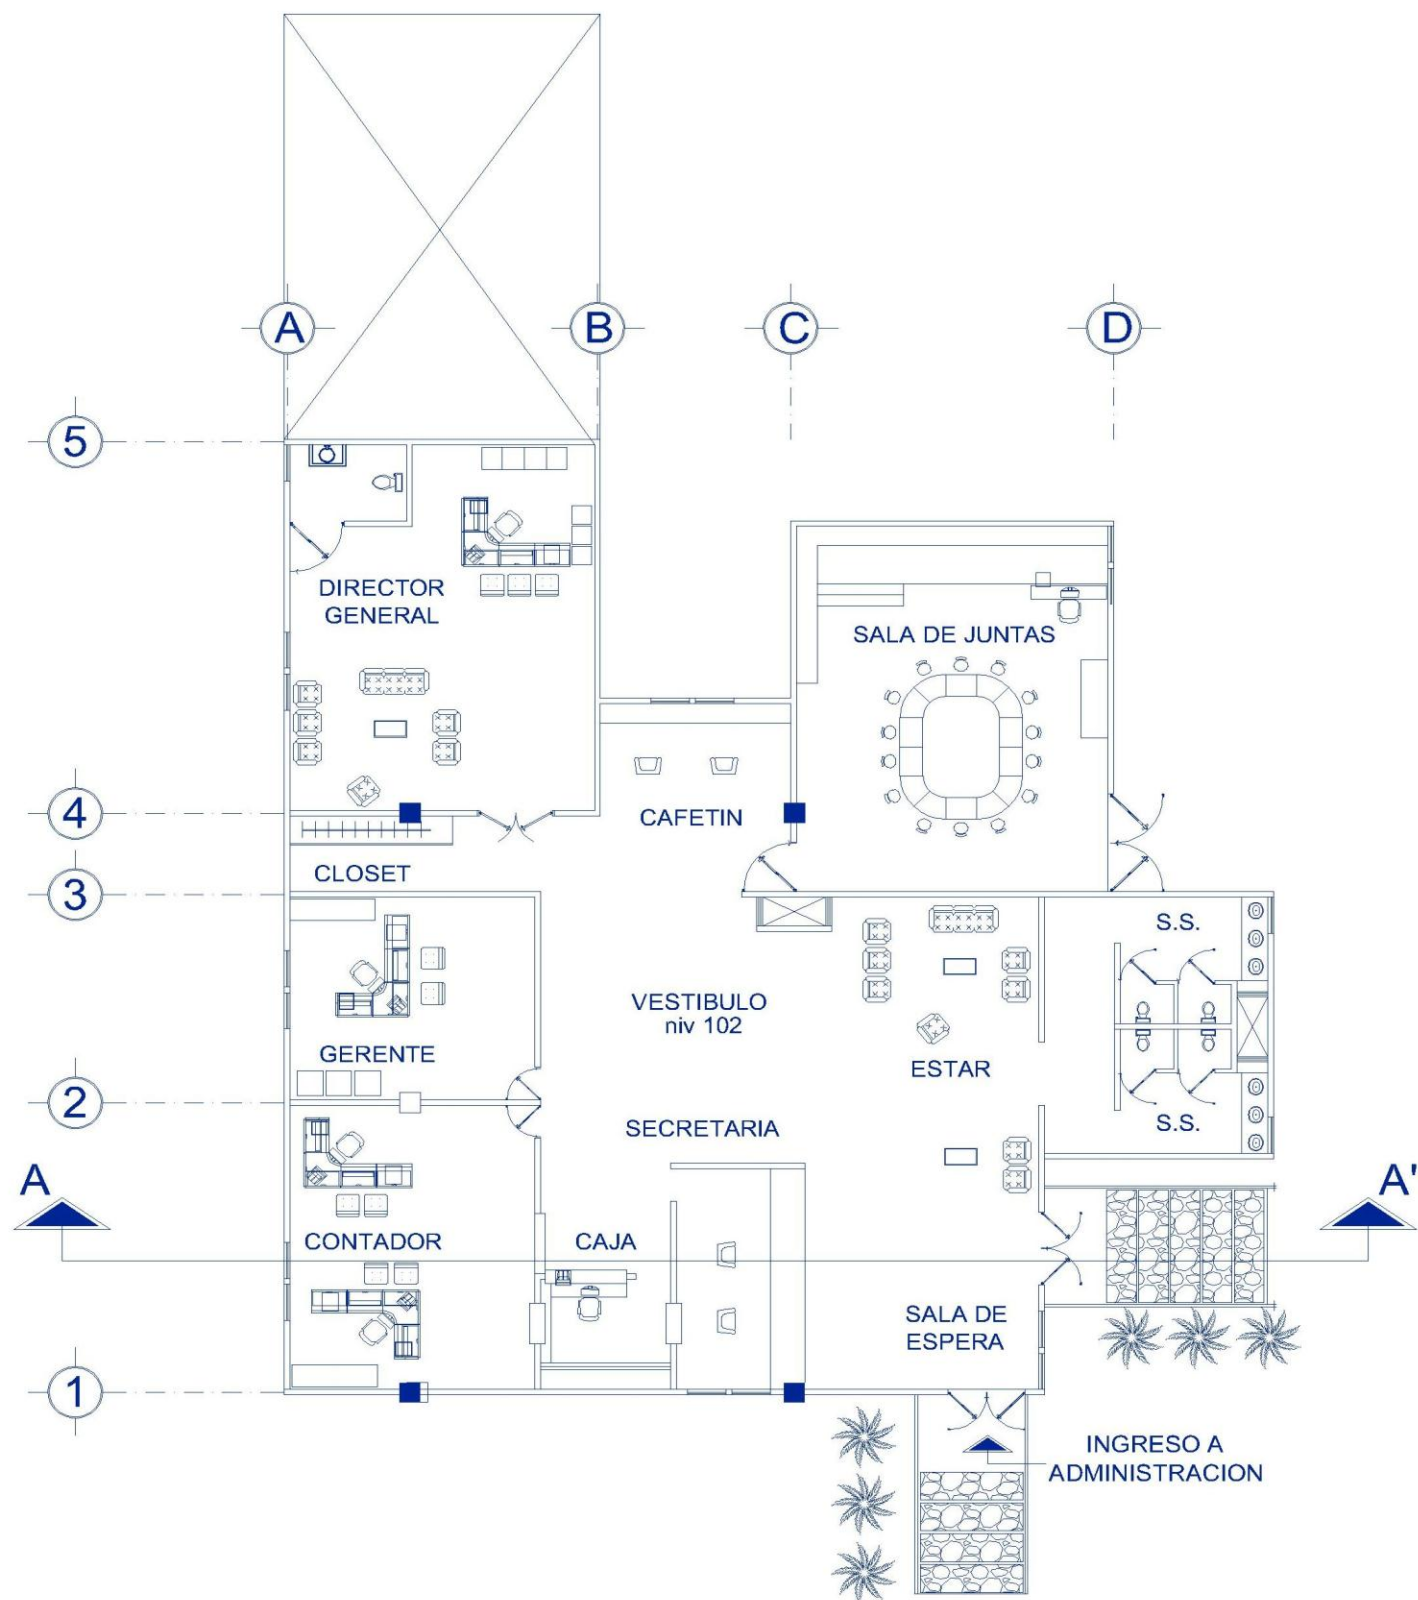 A
B
C
D
5
DIRECTOR
GENERAL
SALA DE JUNTAS
4
CAFETIN
CLOSET
3
S.S.
VESTIBULO
niv 102
GERENTE
ESTAR
2
SECRETARIA
S.S.
A
A'
CONTADOR
CAJA
SALA DE
ESPERA
1
INGRESO A
ADMINISTRACION